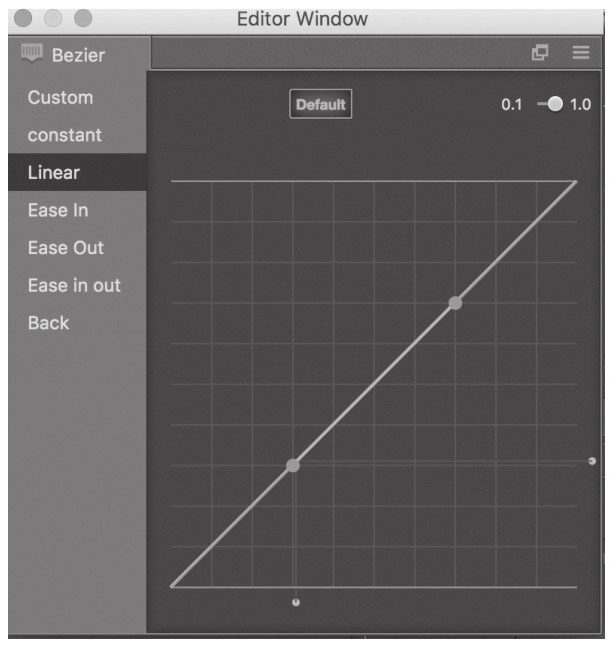 Editor Window
Bezier
Custom
constant
Linear
Ease In
Ease Out
Ease in out
Back
Default
0.1 1.0